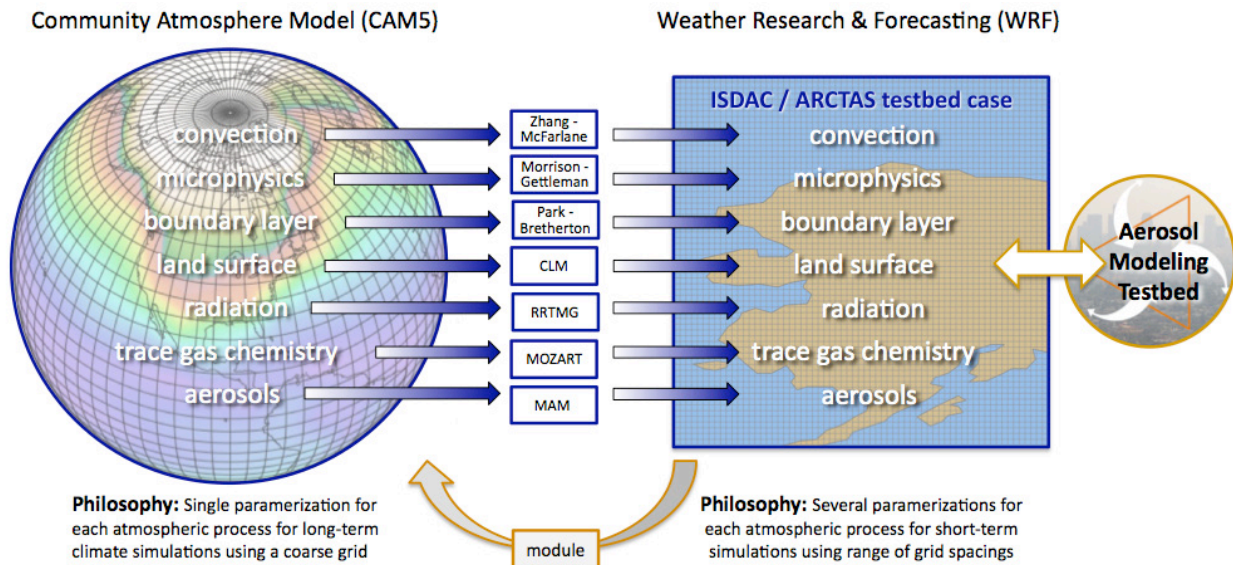 Community Atmosphere Model (CAM5)
Weather Research & Forecasting (WRF)
ISDAC / ARCTAS testbed case
convection
Zhang -
McFarlane
convection
microphysics
Morrison -
Gettleman
microphysics
boundary layer
Park -
Bretherton
boundary layer
land surface
CLM
land surface
radiation
RRTMG
radiation
trace gas chemistry
MOZART
trace gas chemistry
aerosols
MAM
aerosols
Aerosol
Modeling
Testbed
Philosophy: Single paramerization for
each atmospheric process for long-term
climate simulations using a coarse grid
module
Philosophy: Several paramerizations for
each atmospheric process for short-term
simulations using range of grid spacings